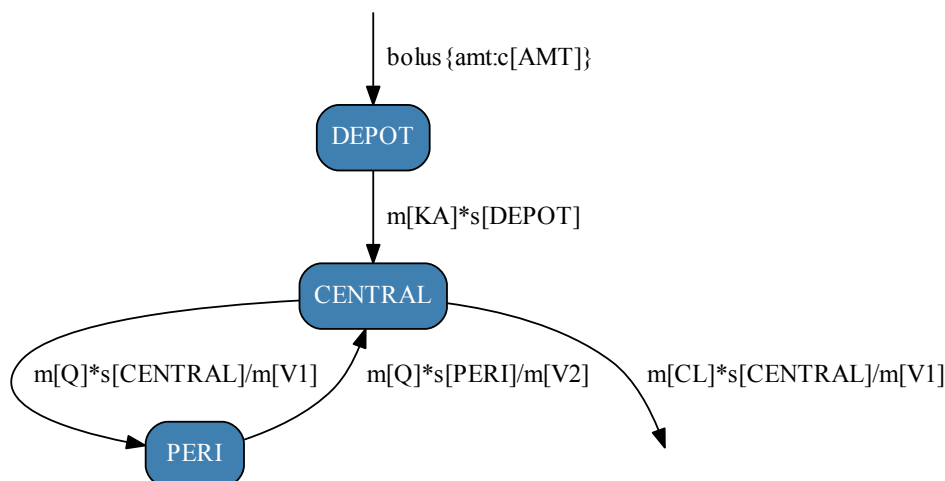 bolus{amt:c[AMT]}
DEPOT
m[KA]*s[DEPOT]
CENTRAL
m[Q]*s[CENTRAL]/m[V1]
m[Q]*s[PERI]/m[V2]
m[CL]*s[CENTRAL]/m[V1]
PERI